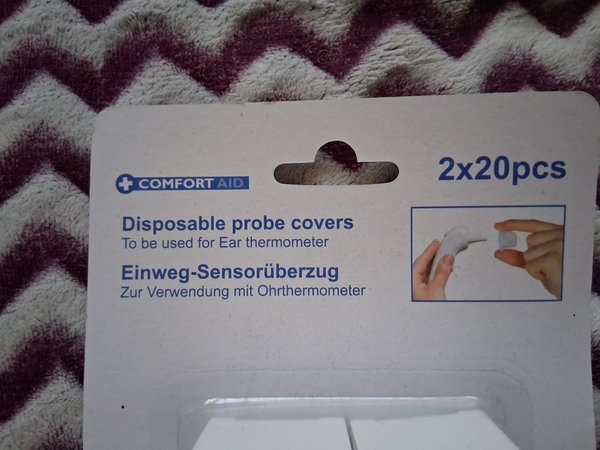 COMFORT AID
2x20pcs
Disposable probe covers
To be used for Ear thermometer
Einweg-Sensorüberzug
Zur Verwendung mit Ohrthermometer